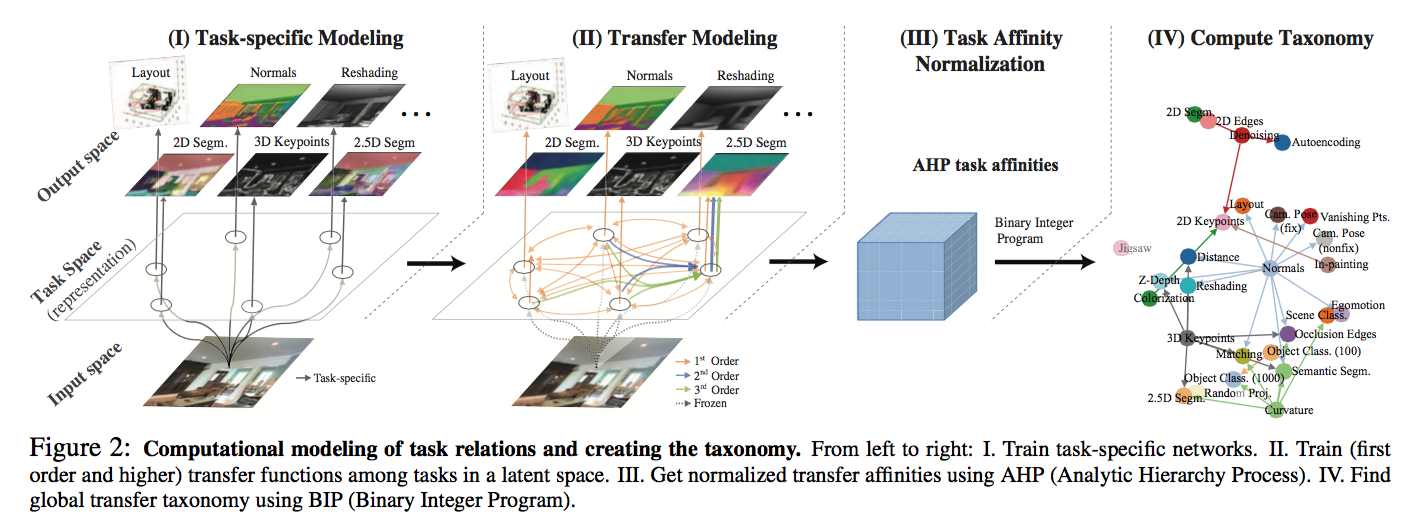 (I) Task-specific Modeling
(II) Transfer Modeling
(III) Task Affinity
Normalization
(IV) Compute Taxonomy
Output space
Task Space
(representation)
Input space
Layout
Normals
Reshading
...
2D Segm.
3D Keypoints
2.5D Segm.
Task-specific
Layout
Normals
Reshading
...
2D Segm.
3D Keypoints
2.5D Segm
1st Order
2nd Order
3rd Order
Frozen
AHP task affinities
Binary Integer
Program
2D Segm.
2D Edges
Denoising
Autoencoding
Layout
2D Keypoints
Cam. Pose
(fix)
Vanishing Pts.
Cam. Pose
(nonfix)
Jigsaw
Distance
In-painting
Normals
Z-Depth
Reshading
Colorization
Egomotion
Scene Class.
3D Keypoints
Occlusion Edges
Matching
Object Class. (100)
Semantic Segm.
Object Class. (1000)
2.5D Segm.
Random Proj.
Curvature
Figure 2: Computational modeling of task relations and creating the taxonomy. From left to right: I. Train task-specific networks. II. Train (first
order and higher) transfer functions among tasks in a latent space. III. Get normalized transfer affinities using AHP (Analytic Hierarchy Process). IV. Find
global transfer taxonomy using BIP (Binary Integer Program).